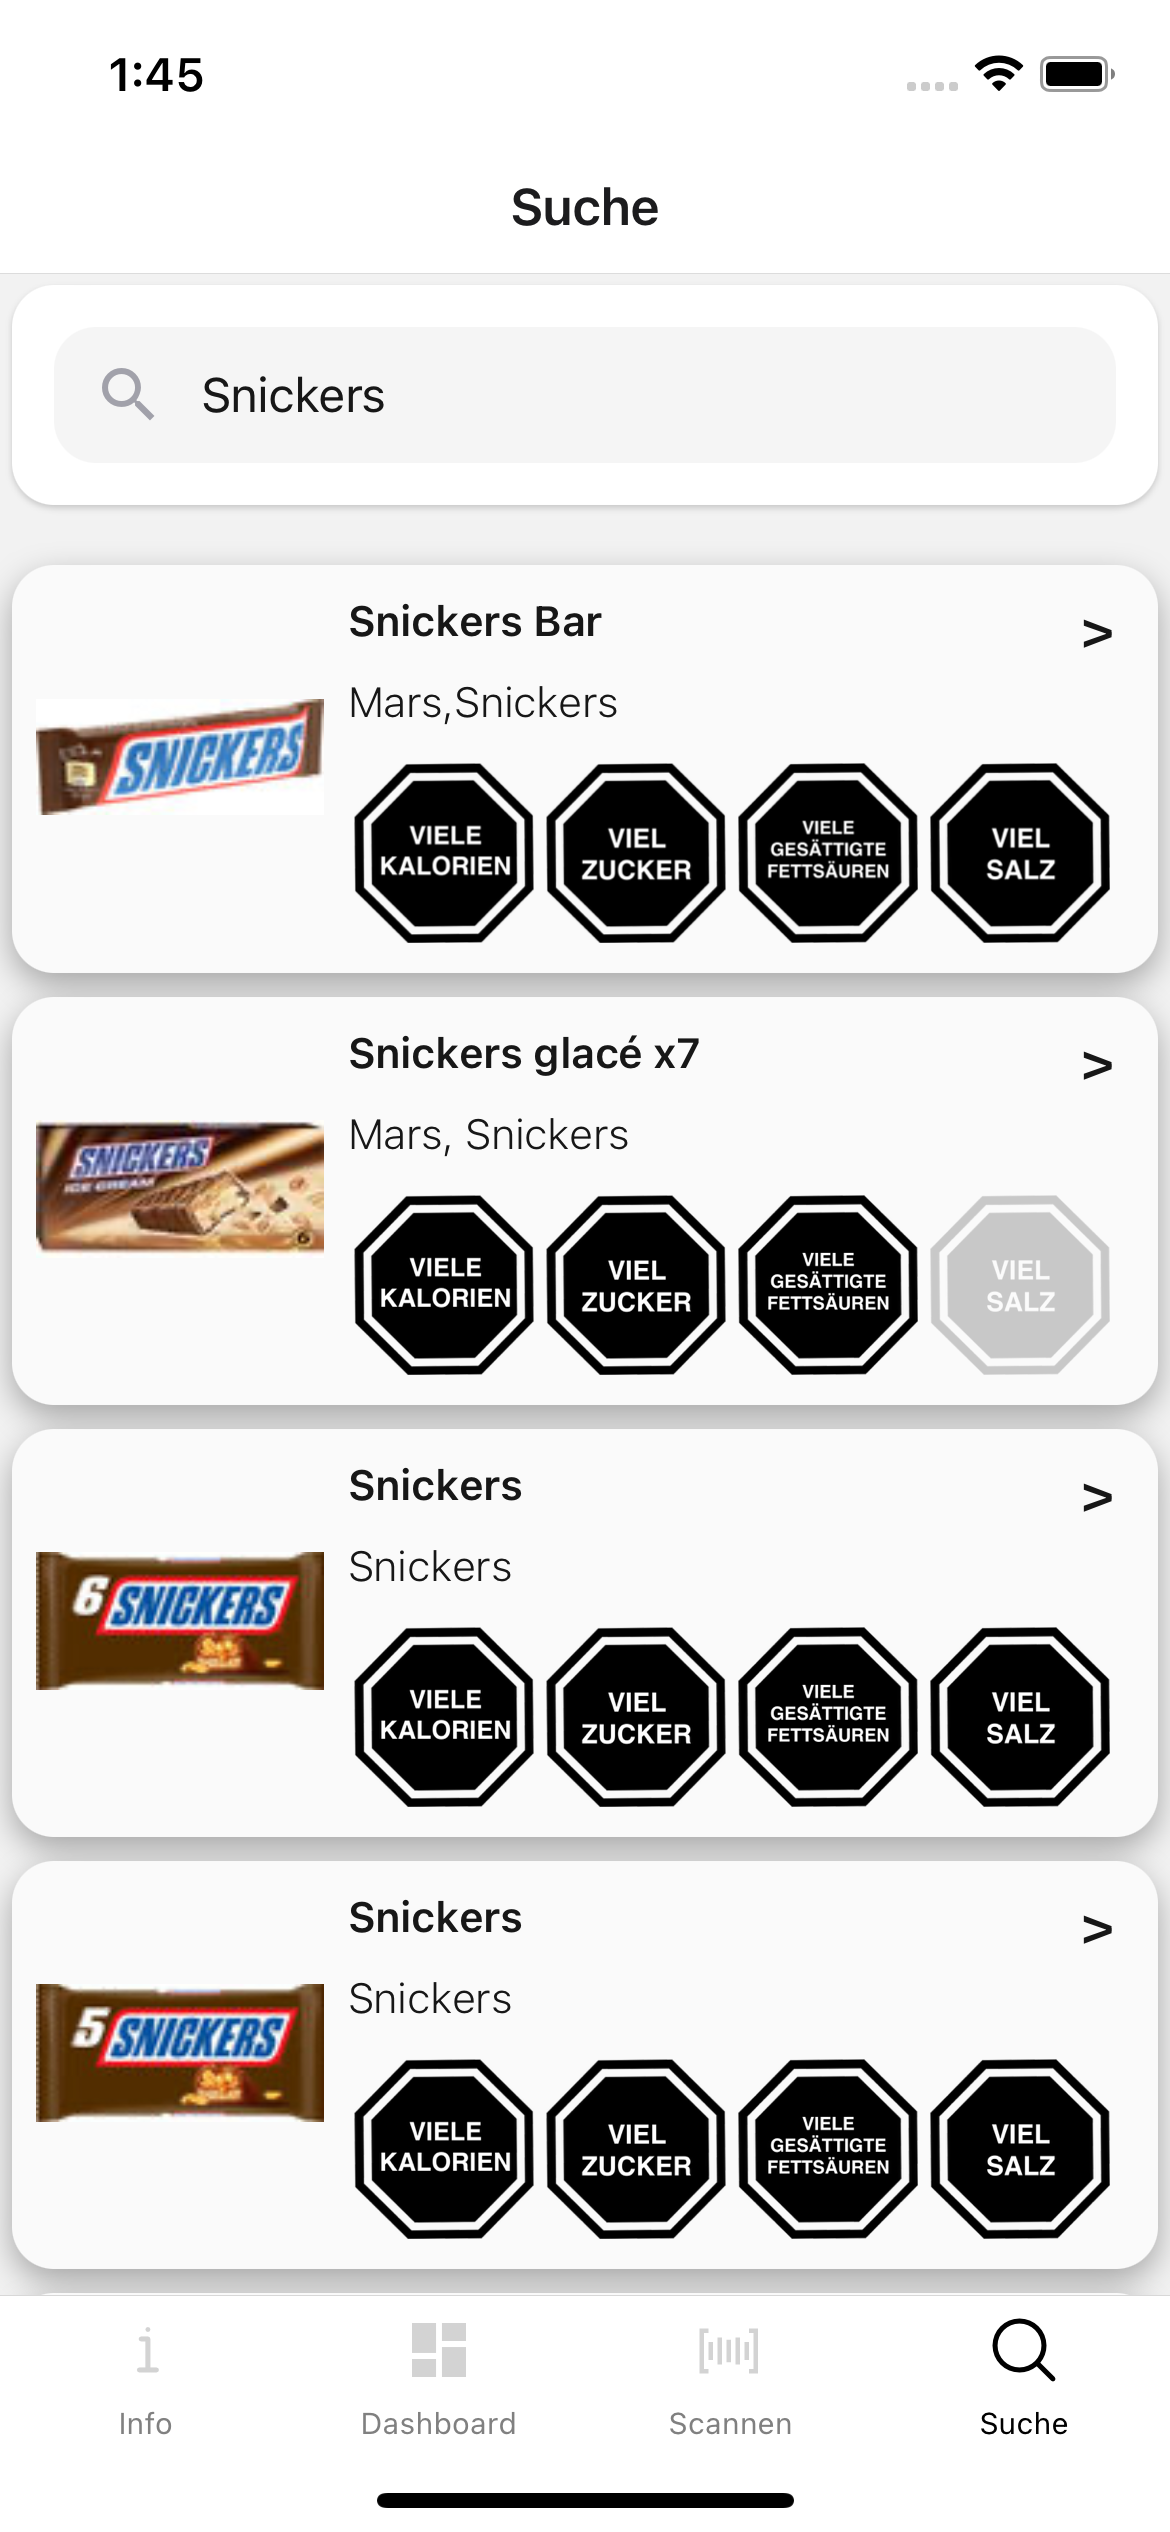 1:45
Suche
Snickers
Snickers Bar
>
Mars,Snickers
SNICKERS
VIELE
KALORIEN
VIEL
ZUCKER
VIELE
GESÄTTIGTE
FETTSÄUREN
VIEL
SALZ
Snickers glacé x7
>
Mars, Snickers
SNICKERS
ICE CREAM
6
VIELE
KALORIEN
VIEL
ZUCKER
VIELE
GESÄTTIGTE
FETTSÄUREN
VIEL
SALZ
Snickers
>
Snickers
6 SNICKERS
VIELE
KALORIEN
VIEL
ZUCKER
VIELE
GESÄTTIGTE
FETTSÄUREN
VIEL
SALZ
Snickers
>
Snickers
5 SNICKERS
VIELE
KALORIEN
VIEL
ZUCKER
VIELE
GESÄTTIGTE
FETTSÄUREN
VIEL
SALZ
Info
Dashboard
Scannen
Suche